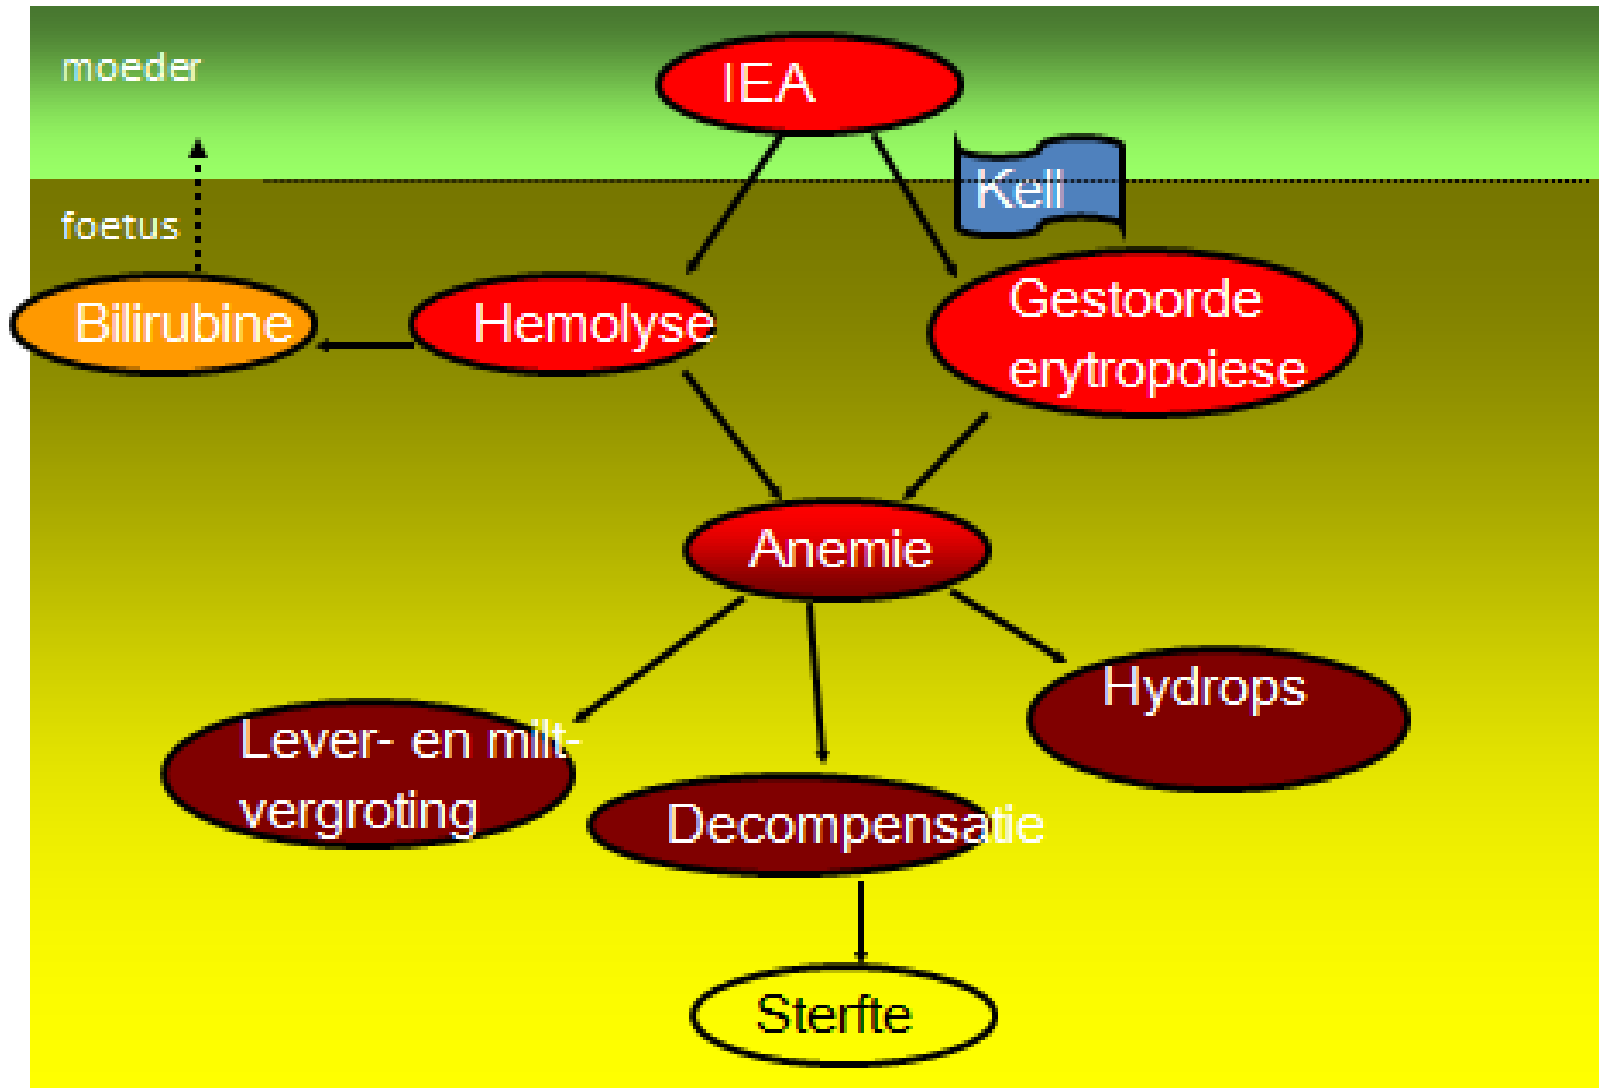 moeder
IEA
Kell
foetus
Bilirubine
Hemolyse
Gestoorde
erytropoiese
Anemie
Hydrops
Lever- en milt-
vergroting
Decompensatie
Sterfte